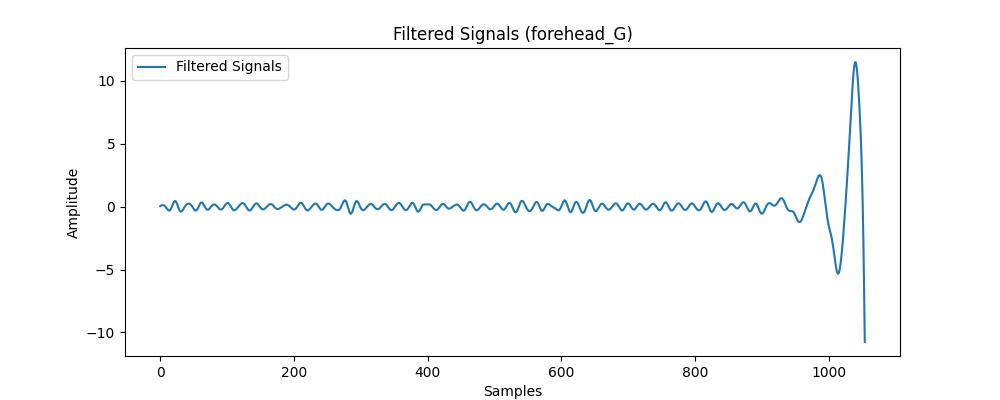 Filtered Signals (forehead_G)
Filtered Signals
10
5
0
−5
−10
Amplitude
0 200 400 600 800 1000
Samples